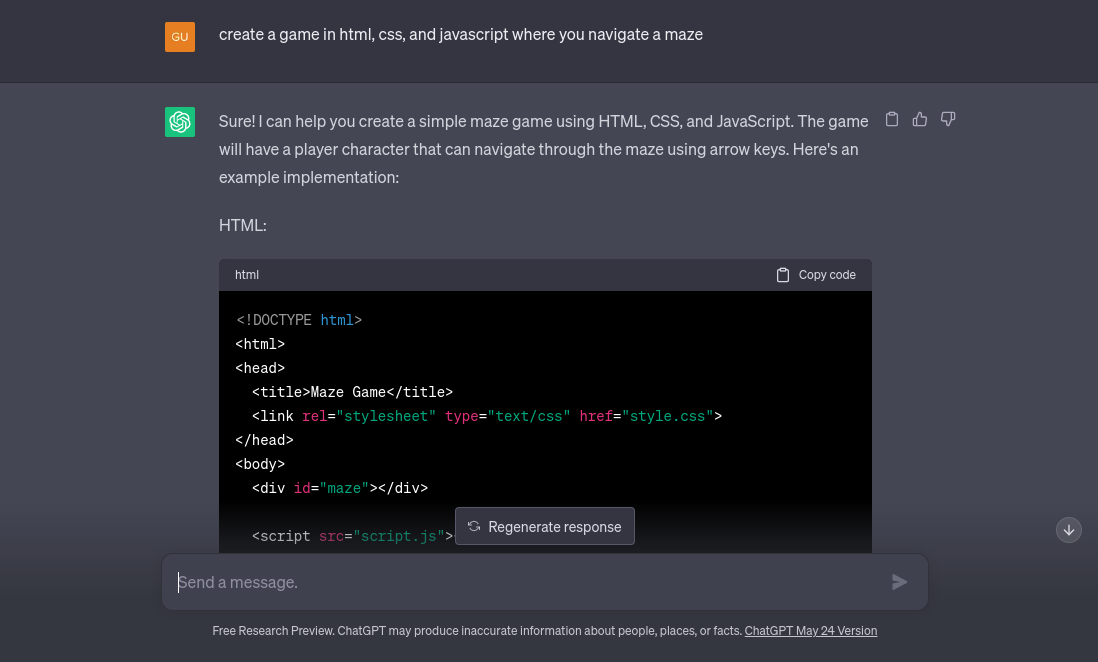 GU
create a game in html, css, and javascript where you navigate a maze
Sure! I can help you create a simple maze game using HTML, CSS, and JavaScript. The game
will have a player character that can navigate through the maze using arrow keys. Here's an
example implementation:
HTML:
html
Copy code
<!DOCTYPE html>
<html>
<head>
  <title>Maze Game</title>
  <link rel="stylesheet" type="text/css" href="style.css">
</head>
<body>
  <div id="maze"></div>
  <script src="script.js">
Regenerate response
Send a message.
Free Research Preview. ChatGPT may produce inaccurate information about people, places, or facts. ChatGPT May 24 Version